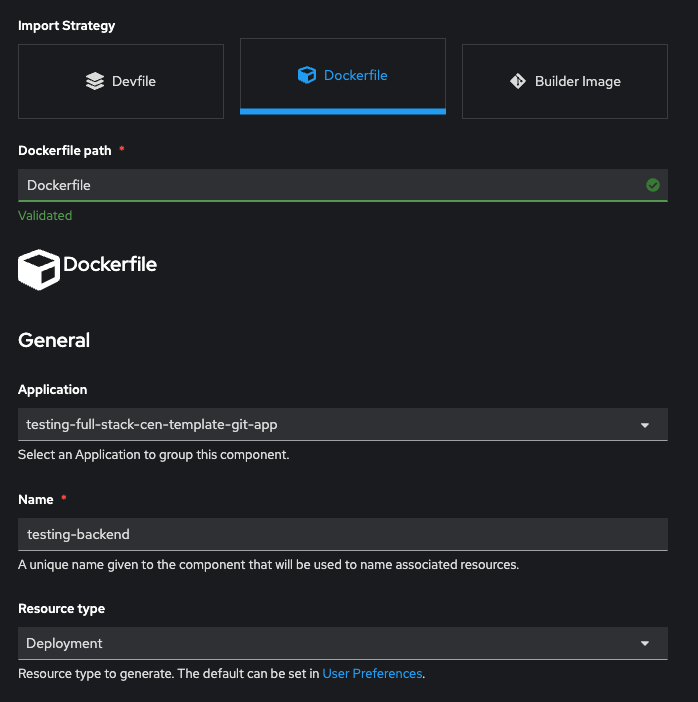 Import Strategy
Devfile
Dockerfile
Builder Image
Dockerfile path *
Dockerfile
Validated
Dockerfile
General
Application
testing-full-stack-cen-template-git-app
Select an Application to group this component.
Name *
testing-backend
A unique name given to the component that will be used to name associated resources.
Resource type
Deployment
Resource type to generate. The default can be set in User Preferences.